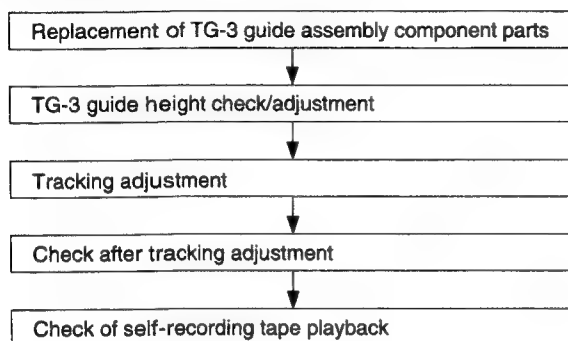 Replacement of TG-3 guide assembly component parts
TG-3 guide height check/adjustment
Tracking adjustment
Check after tracking adjustment
Check of self-recording tape playback